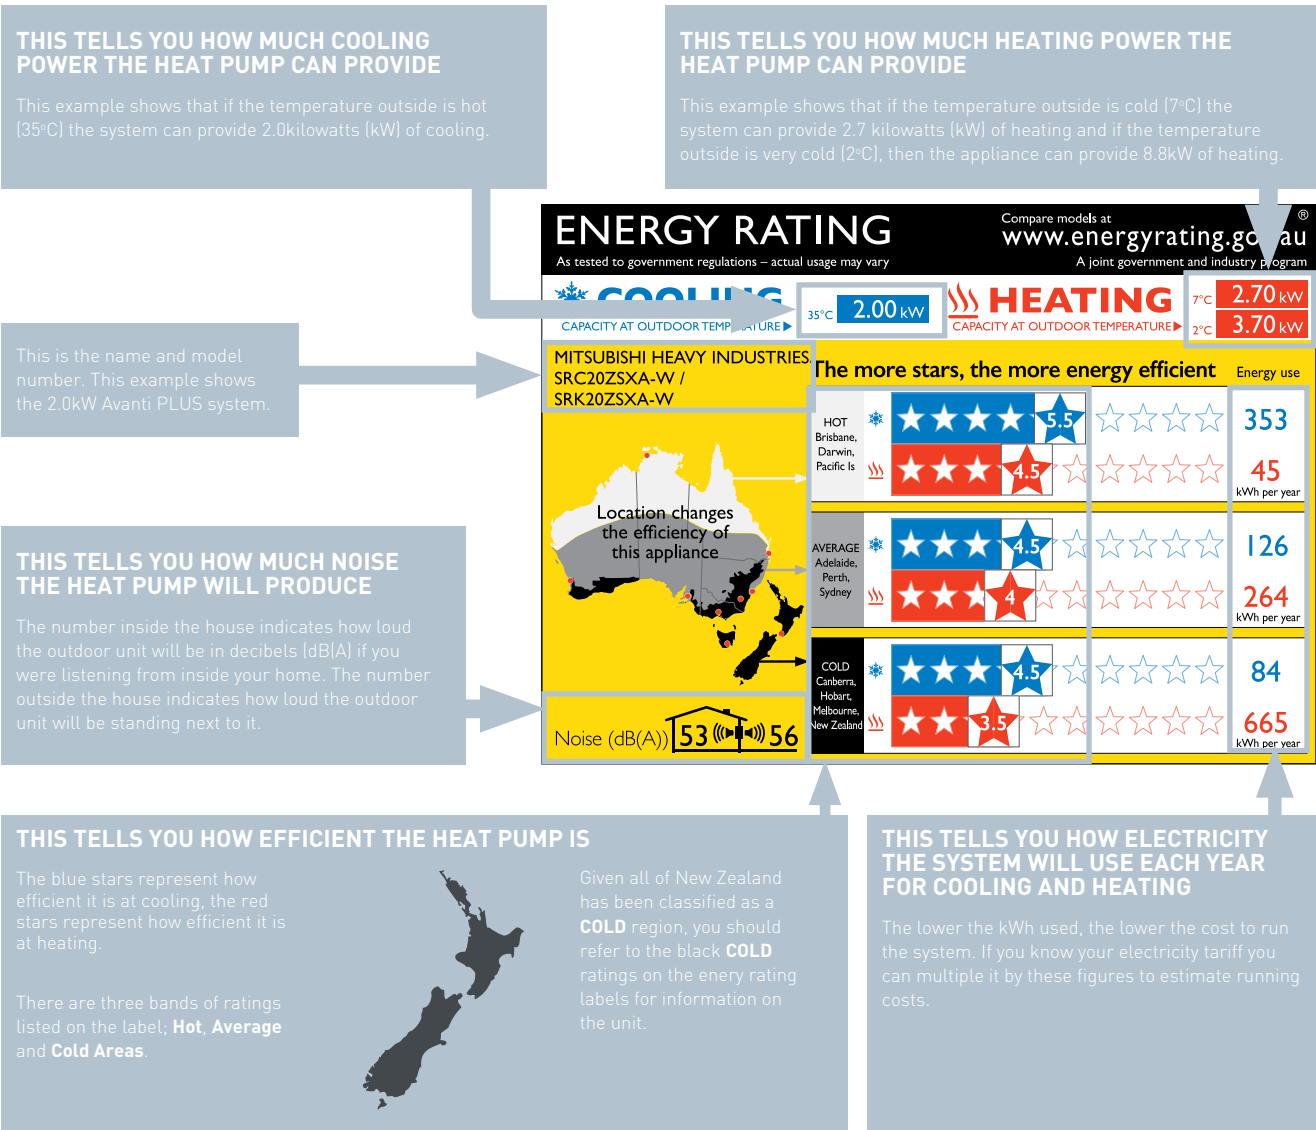 THIS TELLS YOU HOW MUCH COOLING
POWER THE HEAT PUMP CAN PROVIDE
This example shows that if the temperature outside is hot
(35°C) the system can provide 2.0kilowatts (kW) of cooling.
THIS TELLS YOU HOW MUCH HEATING POWER THE
HEAT PUMP CAN PROVIDE
This example shows that if the temperature outside is cold (7°C) the
system can provide 2.7 kilowatts (kW) of heating and if the temperature
outside is very cold (2°C), then the appliance can provide 8.8kW of heating.
ENERGY RATING
As tested to government regulations – actual usage may vary
Compare models at ®
www.energyrating.gov.au
A joint government and industry program
COOLING
CAPACITY AT OUTDOOR TEMPERATURE
35°C 2.00 kW
HEATING
CAPACITY AT OUTDOOR TEMPERATURE
7°C 2.70 kW
2°C 3.70 kW
This is the name and model
number. This example shows
the 2.0kW Avanti PLUS system.
MITSUBISHI HEAVY INDUSTRIES
SRC20ZSXA-W /
SRK20ZSXA-W
The more stars, the more energy efficient
Energy use
HOT
Brisbane,
Darwin,
Pacific Is
5.5
353
4.5
45
kWh per year
Location changes
the efficiency of
this appliance
AVERAGE
Adelaide,
Perth,
Sydney
4.5
126
4
264
kWh per year
COLD
Canberra,
Hobart,
Melbourne,
New Zealand
4.5
84
3.5
665
kWh per year
THIS TELLS YOU HOW MUCH NOISE
THE HEAT PUMP WILL PRODUCE
The number inside the house indicates how loud
the outdoor unit will be in decibels (dB(A) if you
were listening from inside your home. The number
outside the house indicates how loud the outdoor
unit will be standing next to it.
Noise (dB(A)) 53 56
THIS TELLS YOU HOW EFFICIENT THE HEAT PUMP IS
The blue stars represent how
efficient it is at cooling, the red
stars represent how efficient it is
at heating.
There are three bands of ratings
listed on the label; Hot, Average
and Cold Areas.
Given all of New Zealand
has been classified as a
COLD region, you should
refer to the black COLD
ratings on the enery rating
labels for information on
the unit.
THIS TELLS YOU HOW ELECTRICITY
THE SYSTEM WILL USE EACH YEAR
FOR COOLING AND HEATING
The lower the kWh used, the lower the cost to run
the system. If you know your electricity tariff you
can multiple it by these figures to estimate running
costs.